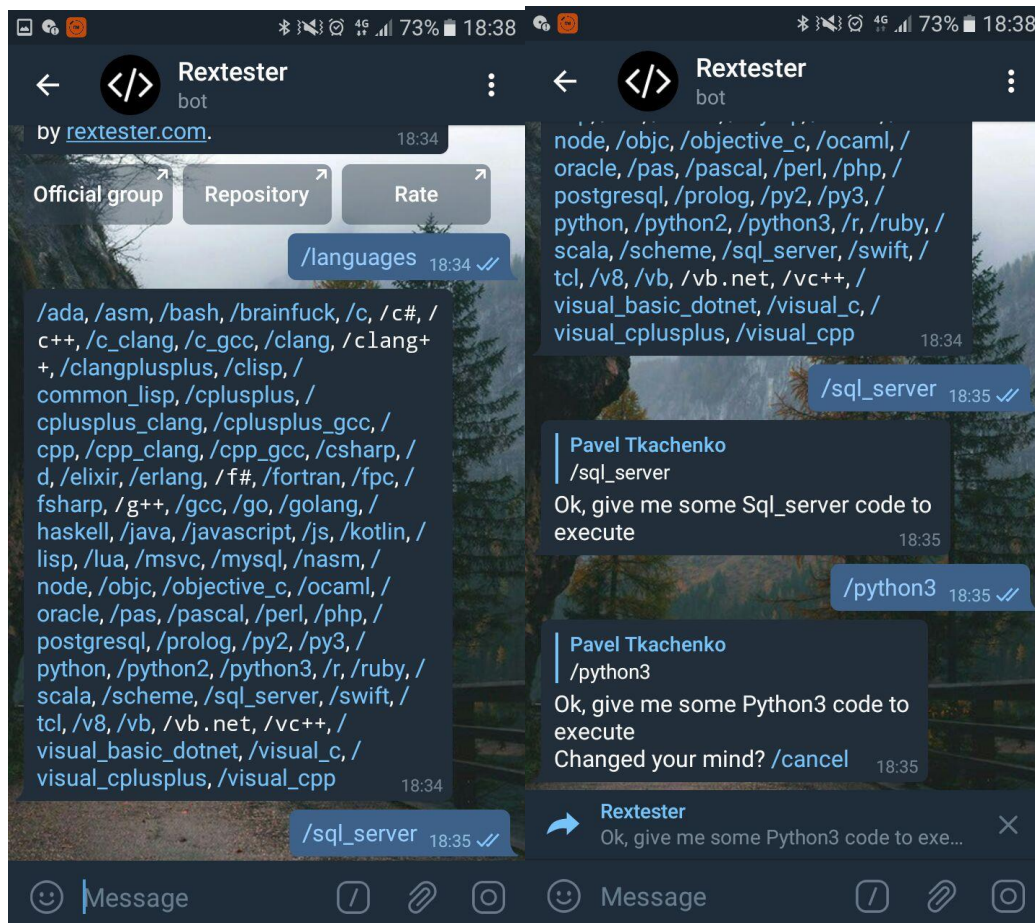 73% 18:38
Rextester
bot
by rextester.com.
18:34
Official group
Repository
Rate
/languages 18:34
/ada, /asm, /bash, /brainfuck, /c, /c#, /
c++, /c_clang, /c_gcc, /clang, /clang+
+, /clangplusplus, /clisp, /
common_lisp, /cplusplus, /
cplusplus_clang, /cplusplus_gcc, /
cpp, /cpp_clang, /cpp_gcc, /csharp, /
d, /elixir, /erlang, /f#, /fortran, /fpc, /
fsharp, /g++, /gcc, /go, /golang, /
haskell, /java, /javascript, /js, /kotlin, /
lisp, /lua, /msvc, /mysql, /nasm, /
node, /objc, /objective_c, /ocaml, /
oracle, /pas, /pascal, /perl, /php, /
postgresql, /prolog, /py2, /py3, /
python, /python2, /python3, /r, /ruby, /
scala, /scheme, /sql_server, /swift, /
tcl, /v8, /vb, /vb.net, /vc++, /
visual_basic_dotnet, /visual_c, /
visual_cplusplus, /visual_cpp
18:34
/sql_server 18:35
Message
4G 73% 18:38
Rextester
bot
node, /objc, /objective_c, /ocaml, /
oracle, /pas, /pascal, /perl, /php, /
postgresql, /prolog, /py2, /py3, /
python, /python2, /python3, /r, /ruby, /
scala, /scheme, /sql_server, /swift, /
tcl, /v8, /vb, /vb.net, /vc++, /
visual_basic_dotnet, /visual_c, /
visual_cplusplus, /visual_cpp
18:34
/sql_server 18:35
Pavel Tkachenko
/sql_server
Ok, give me some Sql_server code to
execute
18:35
/python3 18:35
Pavel Tkachenko
/python3
Ok, give me some Python3 code to
execute
Changed your mind? /cancel 18:35
Rextester
Ok, give me some Python3 code to exe...
Message